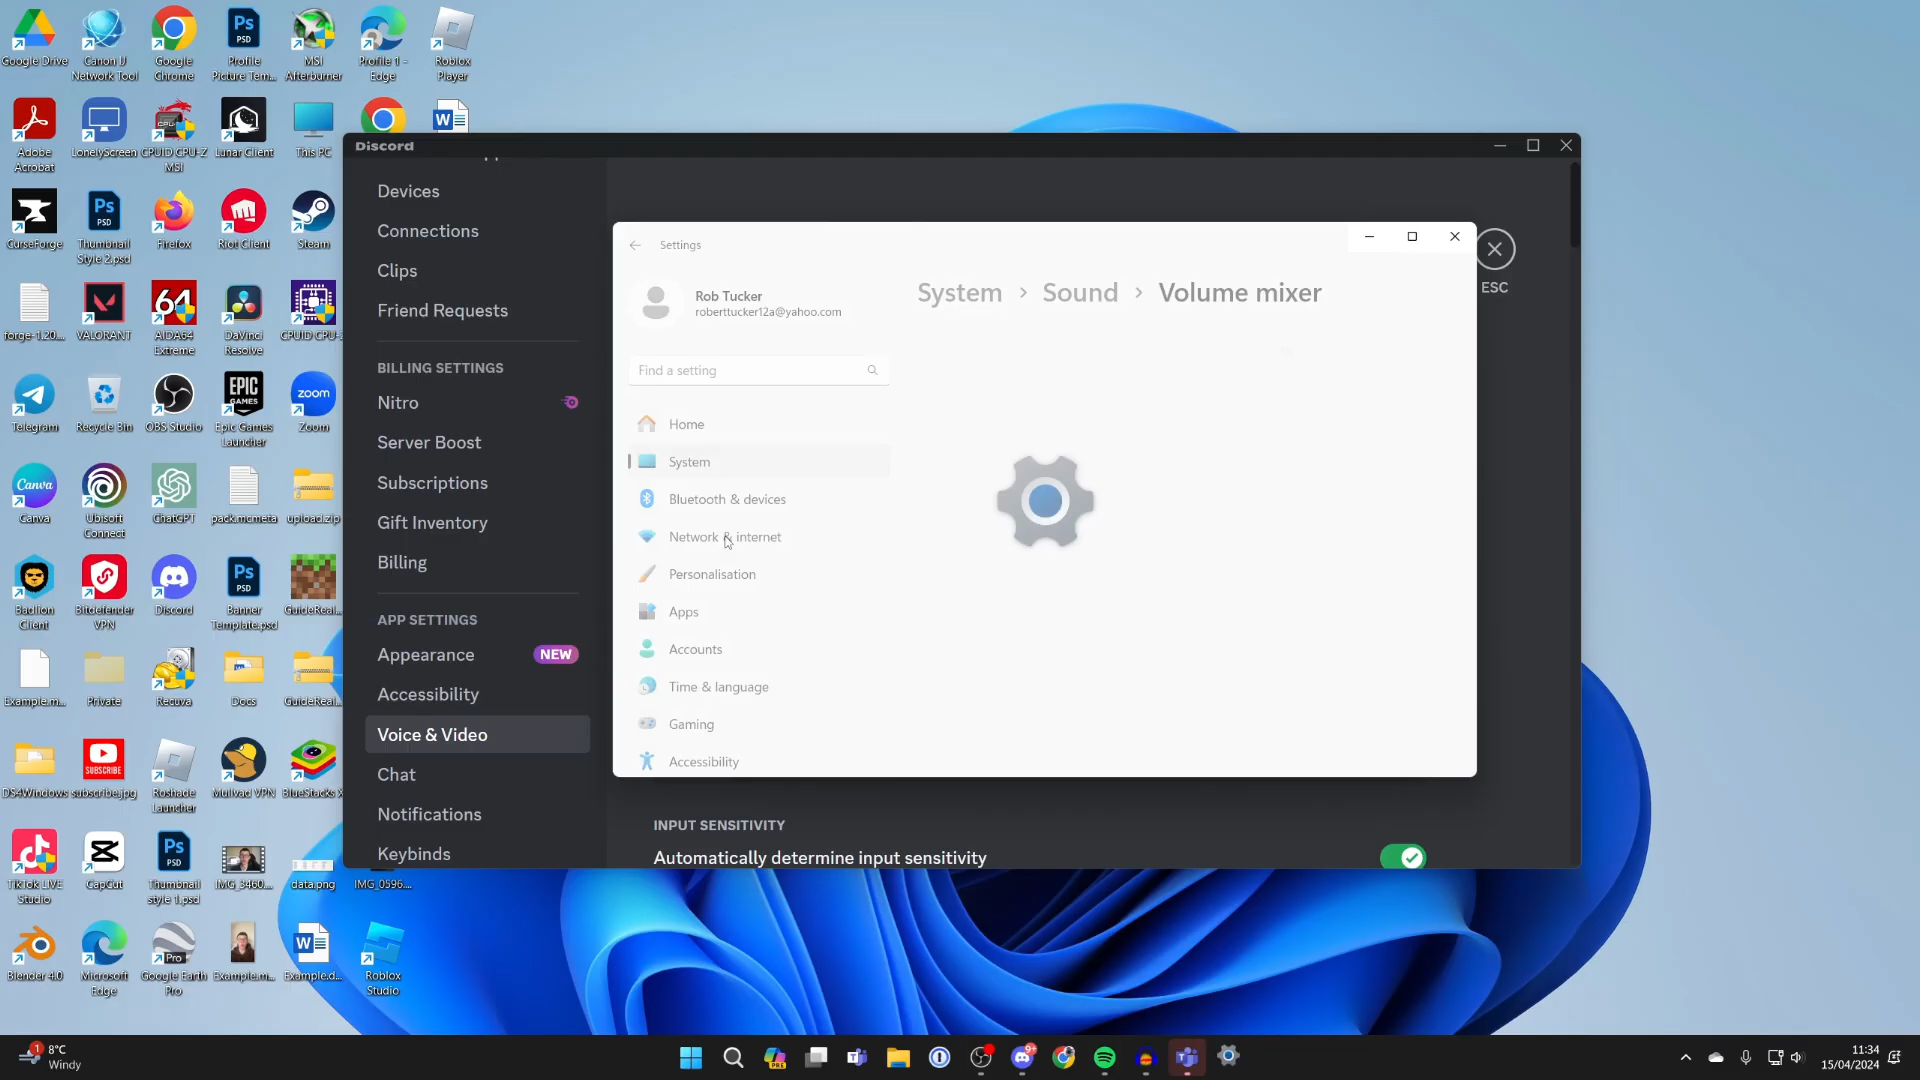 Google Drive
Canon IJ
Network Tool
Google
Chrome
Profile
Picture Tem...
MSI
Afterburner
Profile 1 -
Edge
Roblox
Player
Adobe
Acrobat
LonelyScreen
CPUID CPU-Z
MSI
Lunar Client
This PC
CurseForge
Thumbnail
Style 2.psd
Firefox
Riot Client
Steam
forge-1.20...
VALORANT
AIDA64
Extreme
DaVinci
Resolve
CPUID CPU-Z
Telegram
Recycle Bin
OBS Studio
Epic Games
Launcher
Zoom
Canva
Ubisoft
Connect
ChatGPT
pack.mcmeta
upload.zip
Badlion
Client
Bitdefender
VPN
Discord
Banner
Template.psd
GuideReal...
Example.m...
Private
Recuva
Docs
GuideReal...
DS4Windows
subscribe.jpg
Roshade
Launcher
Mullvad VPN
BlueStacks X
TikTok LIVE
Studio
CapCut
Thumbnail
style 1.psd
IMG_3460....
data.png
IMG_0596....
Blender 4.0
Microsoft
Edge
Google Earth
Pro
Example.m...
Example.d...
Roblox
Studio
Discord
Devices
Connections
Clips
Friend Requests
BILLING SETTINGS
Nitro
Server Boost
Subscriptions
Gift Inventory
Billing
APP SETTINGS
Appearance
NEW
Accessibility
Voice & Video
Chat
Notifications
Keybinds
Settings
Rob Tucker
roberttucker12a@yahoo.com
Find a setting
Home
System
Bluetooth & devices
Network & internet
Personalisation
Apps
Accounts
Time & language
Gaming
Accessibility
System > Sound > Volume mixer
ESC
INPUT SENSITIVITY
Automatically determine input sensitivity
1
8°C
Windy
PRE
9+
11:34
15/04/2024